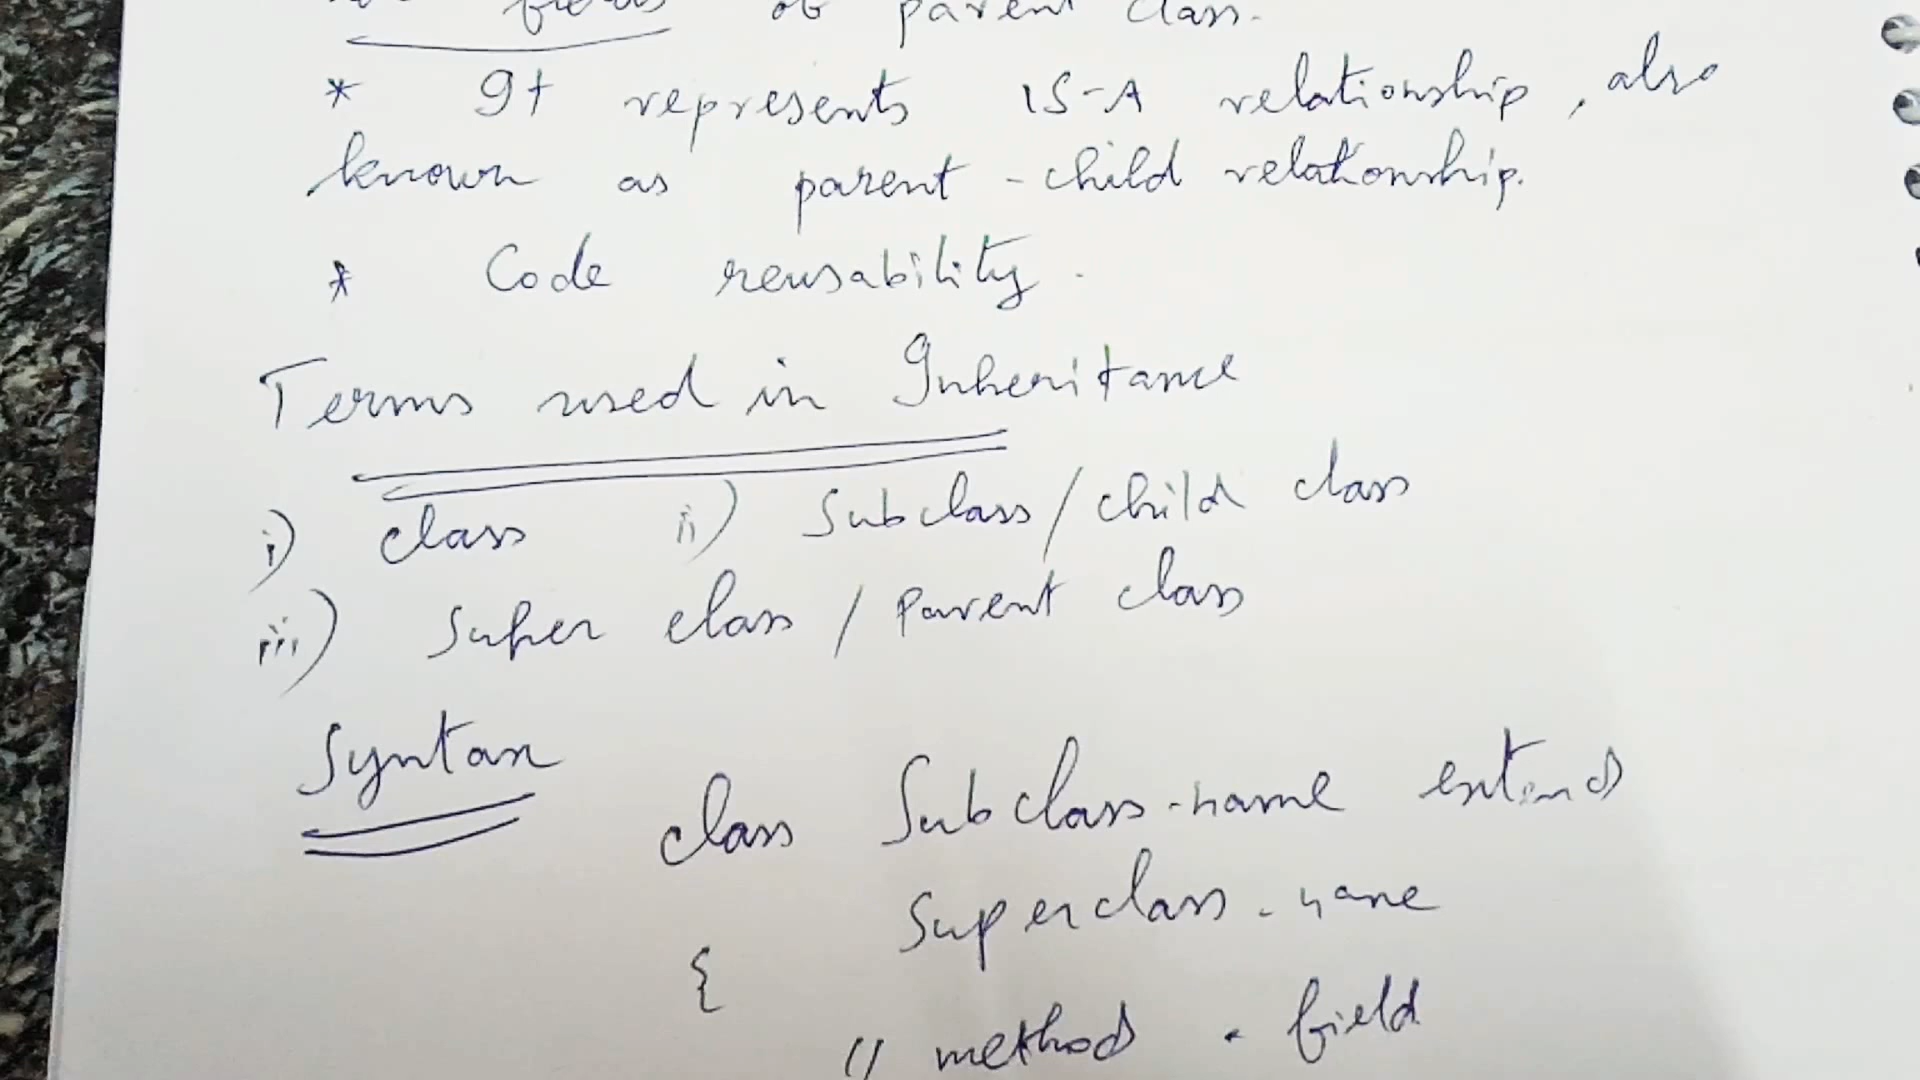 fields of parent class.
* It represents IS-A relationship, also
known as parent-child relationship.
* Code reusability.
Terms used in Inheritance
i) class ii) Subclass/child class
iii) Super class / Parent class
Syntax
class Subclass-name extends
Superclass-name
{
// method . field